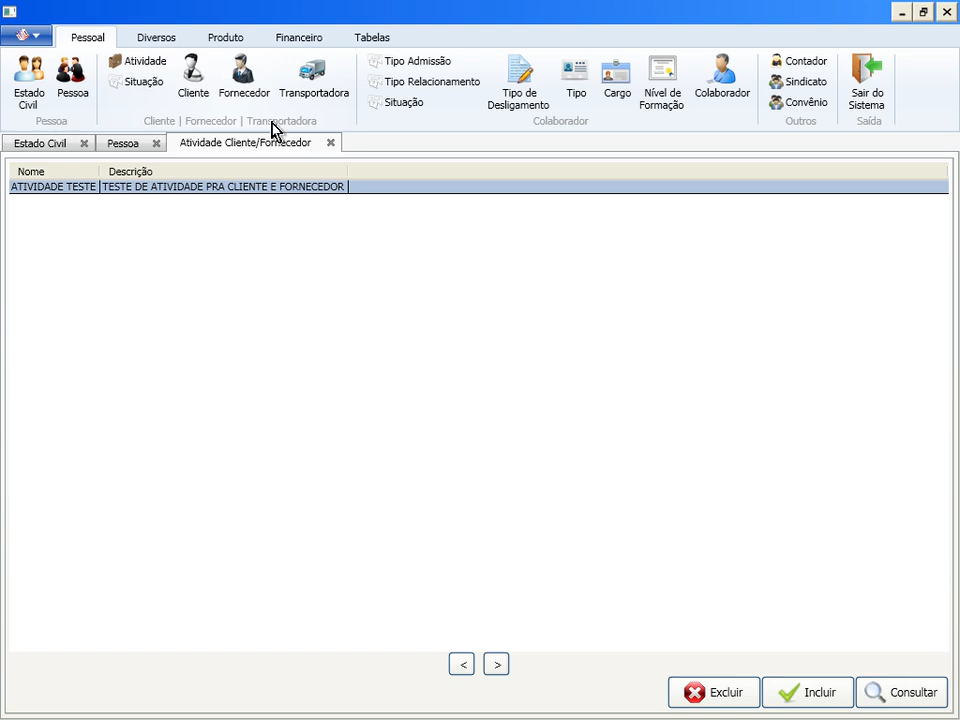 Pessoal Diversos Produto Financeiro Tabelas
Atividade
Situação
Estado Civil
Pessoa
Cliente
Fornecedor
Transportadora
Tipo Admissão
Tipo Relacionamento
Situação
Tipo de Desligamento
Tipo
Cargo
Nível de Formação
Colaborador
Contador
Sindicato
Convênio
Sair do Sistema
Pessoa Cliente | Fornecedor | Transportadora Colaborador Outros Saída
Estado Civil Pessoa Atividade Cliente/Fornecedor
Nome Descrição
ATIVIDADE TESTE TESTE DE ATIVIDADE PRA CLIENTE E FORNECEDOR
< >
Excluir Incluir Consultar